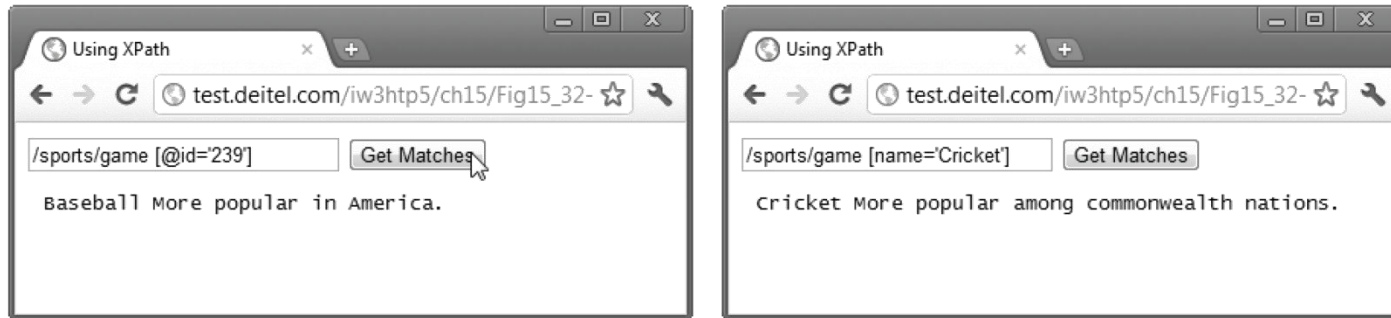 Using XPath
test.deitel.com/iw3htp5/ch15/Fig15_32-
/sports/game [@id='239'] Get Matches
Baseball More popular in America.
Using XPath
test.deitel.com/iw3htp5/ch15/Fig15_32-
/sports/game [name='Cricket'] Get Matches
Cricket More popular among commonwealth nations.